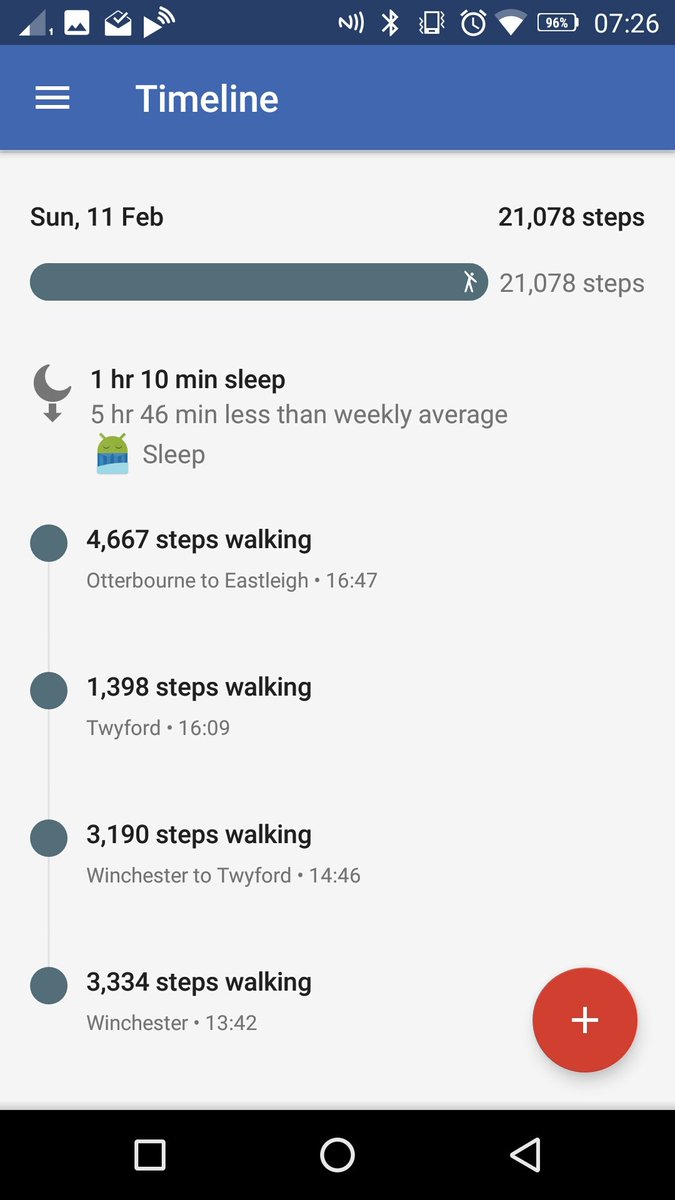 1 96% 07:26
Timeline
Sun, 11 Feb 21,078 steps
21,078 steps
1 hr 10 min sleep
5 hr 46 min less than weekly average
Sleep
4,667 steps walking
Otterbourne to Eastleigh • 16:47
1,398 steps walking
Twyford • 16:09
3,190 steps walking
Winchester to Twyford • 14:46
3,334 steps walking
Winchester • 13:42